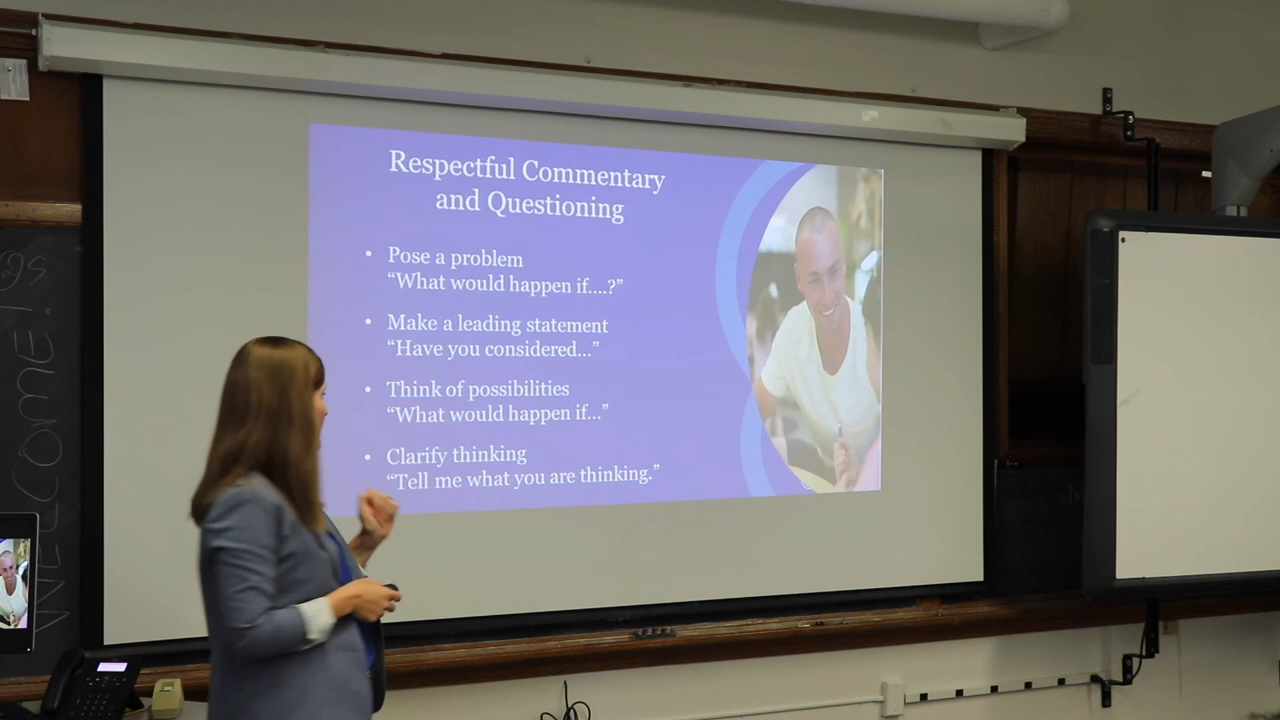 Respectful Commentary
and Questioning
• Pose a problem
“What would happen if....?”
• Make a leading statement
“Have you considered...”
• Think of possibilities
“What would happen if...”
• Clarify thinking
“Tell me what you are thinking.”
WELCOME!